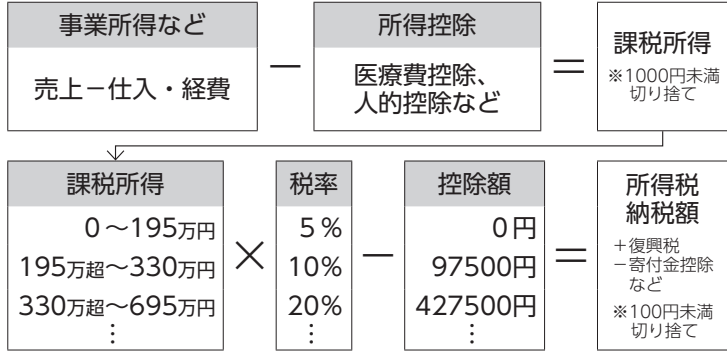 事業所得など
売上－仕入・経費
－
所得控除
医療費控除、
人的控除など
＝
課税所得
※1000円未満
切り捨て
課税所得
0～195万円
195万超～330万円
330万超～695万円
⋮
×
税率
5%
10%
20%
⋮
－
控除額
0円
97500円
427500円
⋮
＝
所得税
納税額
＋復興税
－寄付金控除
など
※100円未満
切り捨て